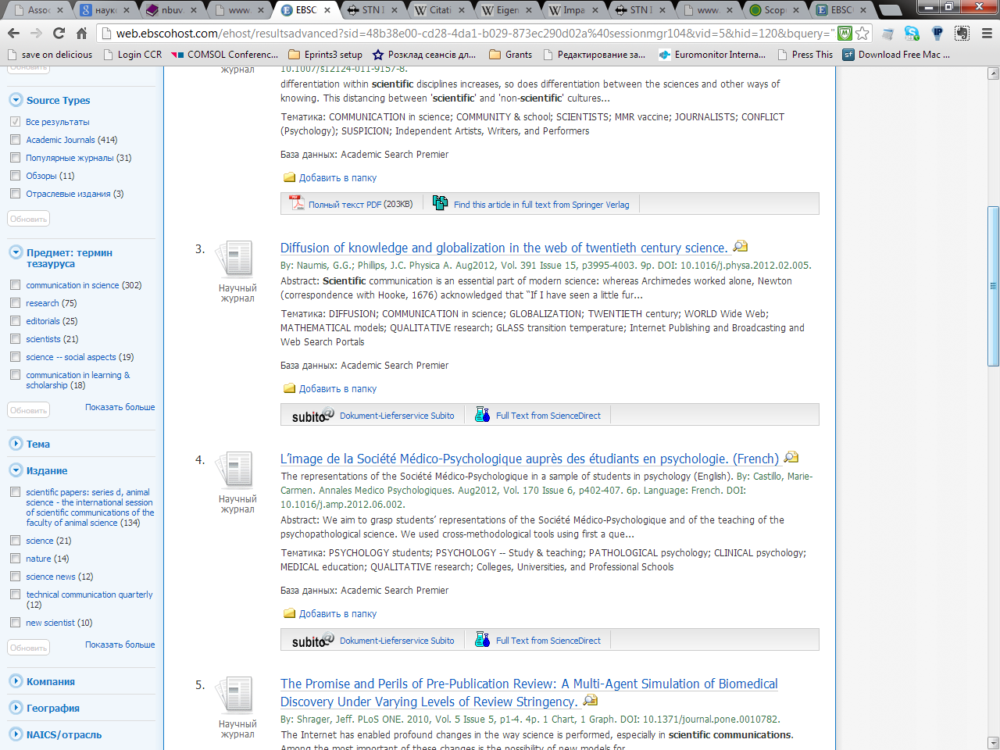 Assoc
наукс
nbuv.
www.
EBSC
STN I
Citati
Eigen
Impa
STN I
www.
Scop
EBSC
web.ebscohost.com/ehost/resultsadvanced?sid=48b38e00-cd28-4da1-b029-873ec290d02a%40sessionmgr104&vid=5&hid=120&bquery="
save on delicious
Login CCR
COMSOL Conferenc...
Eprints3 setup
Розклад сеансів дл...
Grants
Редактирование за...
Euromonitor Interna...
Press This
Download Free Mac ...
Обновить
Source Types
Все результаты
Academic Journals (414)
Популярные журналы (31)
Обзоры (11)
Отраслевые издания (3)
Обновить
Предмет: термин
тезауруса
communication in science (302)
research (75)
editorials (25)
scientists (21)
science -- social aspects (19)
communication in learning &
scholarship (18)
Обновить
Показать больше
Тема
Издание
scientific papers: series d, animal
science - the international session
of scientific communications of the
faculty of animal science (134)
science (21)
nature (14)
science news (12)
technical communication quarterly
(12)
new scientist (10)
Обновить
Показать больше
Компания
География
NAICS/отрасль
журнал
10.1007/s12124-011-9157-8.
differentiation within scientific disciplines increases, so does differentiation between the sciences and other ways of
knowing. This distancing between 'scientific' and 'non-scientific' cultures...
Тематика: COMMUNICATION in science; COMMUNITY & school; SCIENTISTS; MMR vaccine; JOURNALISTS; CONFLICT
(Psychology); SUSPICION; Independent Artists, Writers, and Performers
База данных: Academic Search Premier
Добавить в папку
Полный текст PDF (203KB)
Find this article in full text from Springer Verlag
3.
Научный
журнал
Diffusion of knowledge and globalization in the web of twentieth century science.
By: Naumis, G.G.; Phillips, J.C. Physica A. Aug2012, Vol. 391 Issue 15, p3995-4003. 9p. DOI: 10.1016/j.physa.2012.02.005.
Abstract: Scientific communication is an essential part of modern science: whereas Archimedes worked alone, Newton
(correspondence with Hooke, 1676) acknowledged that “If I have seen a little fur...
Тематика: DIFFUSION; COMMUNICATION in science; GLOBALIZATION; TWENTIETH century; WORLD Wide Web;
MATHEMATICAL models; QUALITATIVE research; GLASS transition temperature; Internet Publishing and Broadcasting and
Web Search Portals
База данных: Academic Search Premier
Добавить в папку
subito@
Dokument-Lieferservice Subito
Full Text from ScienceDirect
4.
Научный
журнал
L’image de la Société Médico-Psychologique auprès des étudiants en psychologie. (French)
The representations of the Société Médico-Psychologique in a sample of students in psychology (English). By: Castillo, Marie-
Carmen. Annales Medico Psychologiques. Aug2012, Vol. 170 Issue 6, p402-407. 6p. Language: French. DOI:
10.1016/j.amp.2012.06.002.
Abstract: We aim to grasp students’ representations of the Société Médico-Psychologique and of the teaching of the
psychopathological science. We used cross-methodological tools using first a que...
Тематика: PSYCHOLOGY students; PSYCHOLOGY -- Study & teaching; PATHOLOGICAL psychology; CLINICAL psychology;
MEDICAL education; QUALITATIVE research; Colleges, Universities, and Professional Schools
База данных: Academic Search Premier
Добавить в папку
subito@
Dokument-Lieferservice Subito
Full Text from ScienceDirect
5.
Научный
журнал
The Promise and Perils of Pre-Publication Review: A Multi-Agent Simulation of Biomedical
Discovery Under Varying Levels of Review Stringency.
By: Shrager, Jeff. PLoS ONE. 2010, Vol. 5 Issue 5, p1-4. 4p. 1 Chart, 1 Graph. DOI: 10.1371/journal.pone.0010782.
The Internet has enabled profound changes in the way science is performed, especially in scientific communications.
Among the most important of these changes is the possibility of new models for